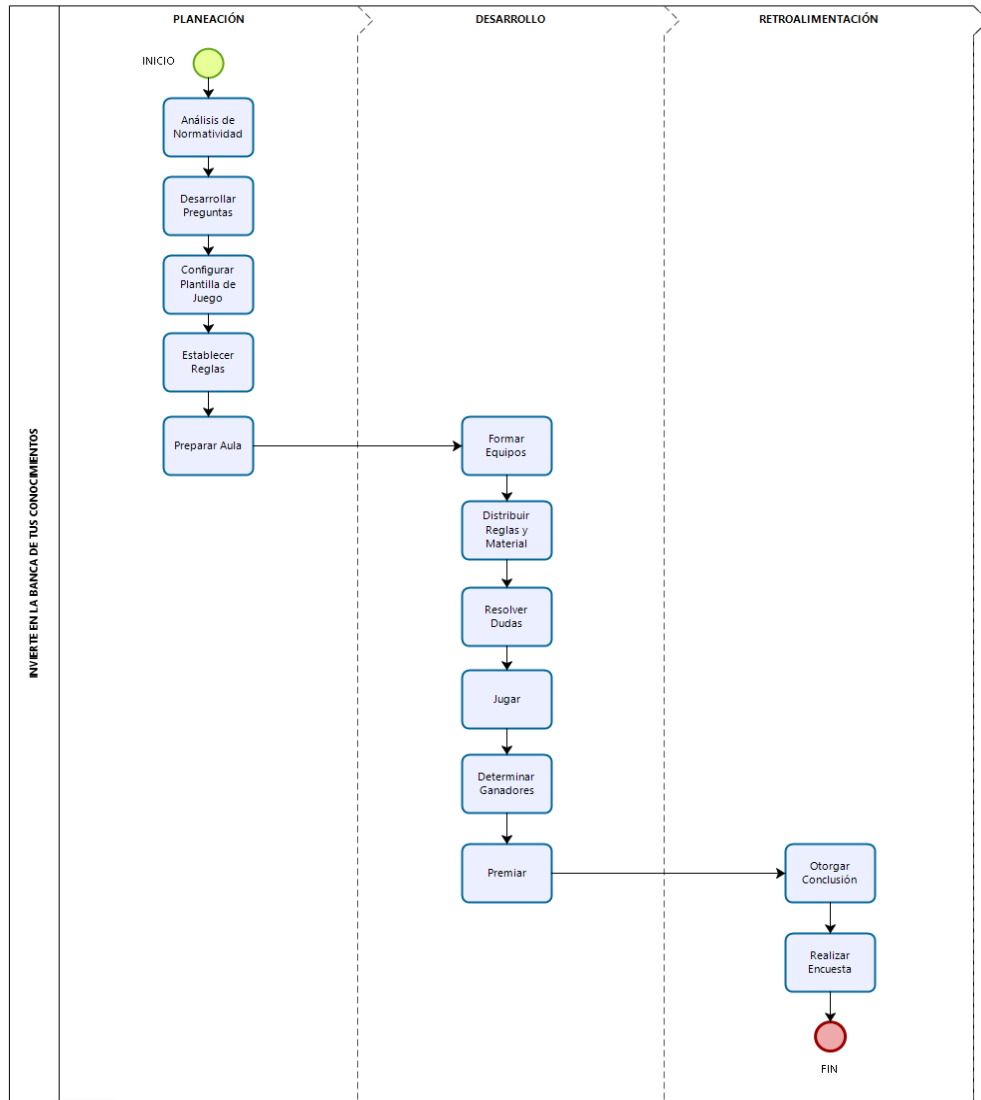 PLANEACIÓN
DESARROLLO
RETROALIMENTACIÓN
INVIERTE EN LA BANCA DE TUS CONOCIMENTOS
INICIO
Análisis de
Normatividad
Desarrollar
Preguntas
Configurar
Plantilla de
Juego
Establecer
Reglas
Preparar Aula
Formar
Equipos
Distribuir
Reglas y
Material
Resolver
Dudas
Jugar
Determinar
Ganadores
Premiar
Otorgar
Conclusión
Realizar
Encuesta
FIN